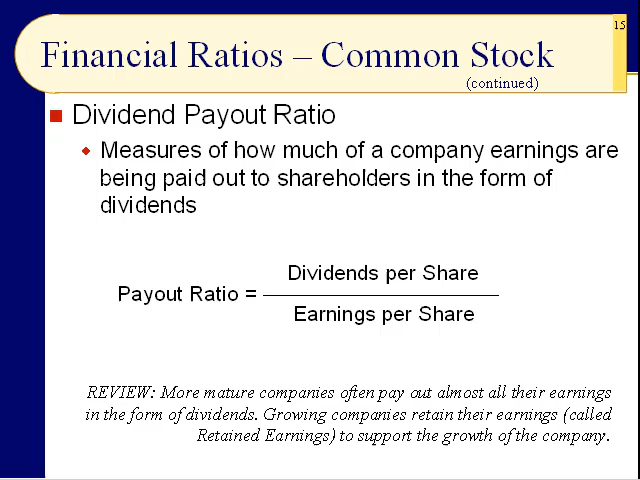 15
Financial Ratios – Common Stock
(continued)
Dividend Payout Ratio
Measures of how much of a company earnings are
being paid out to shareholders in the form of
dividends
Dividends per Share
Payout Ratio =
Earnings per Share
REVIEW: More mature companies often pay out almost all their earnings
in the form of dividends. Growing companies retain their earnings (called
Retained Earnings) to support the growth of the company.